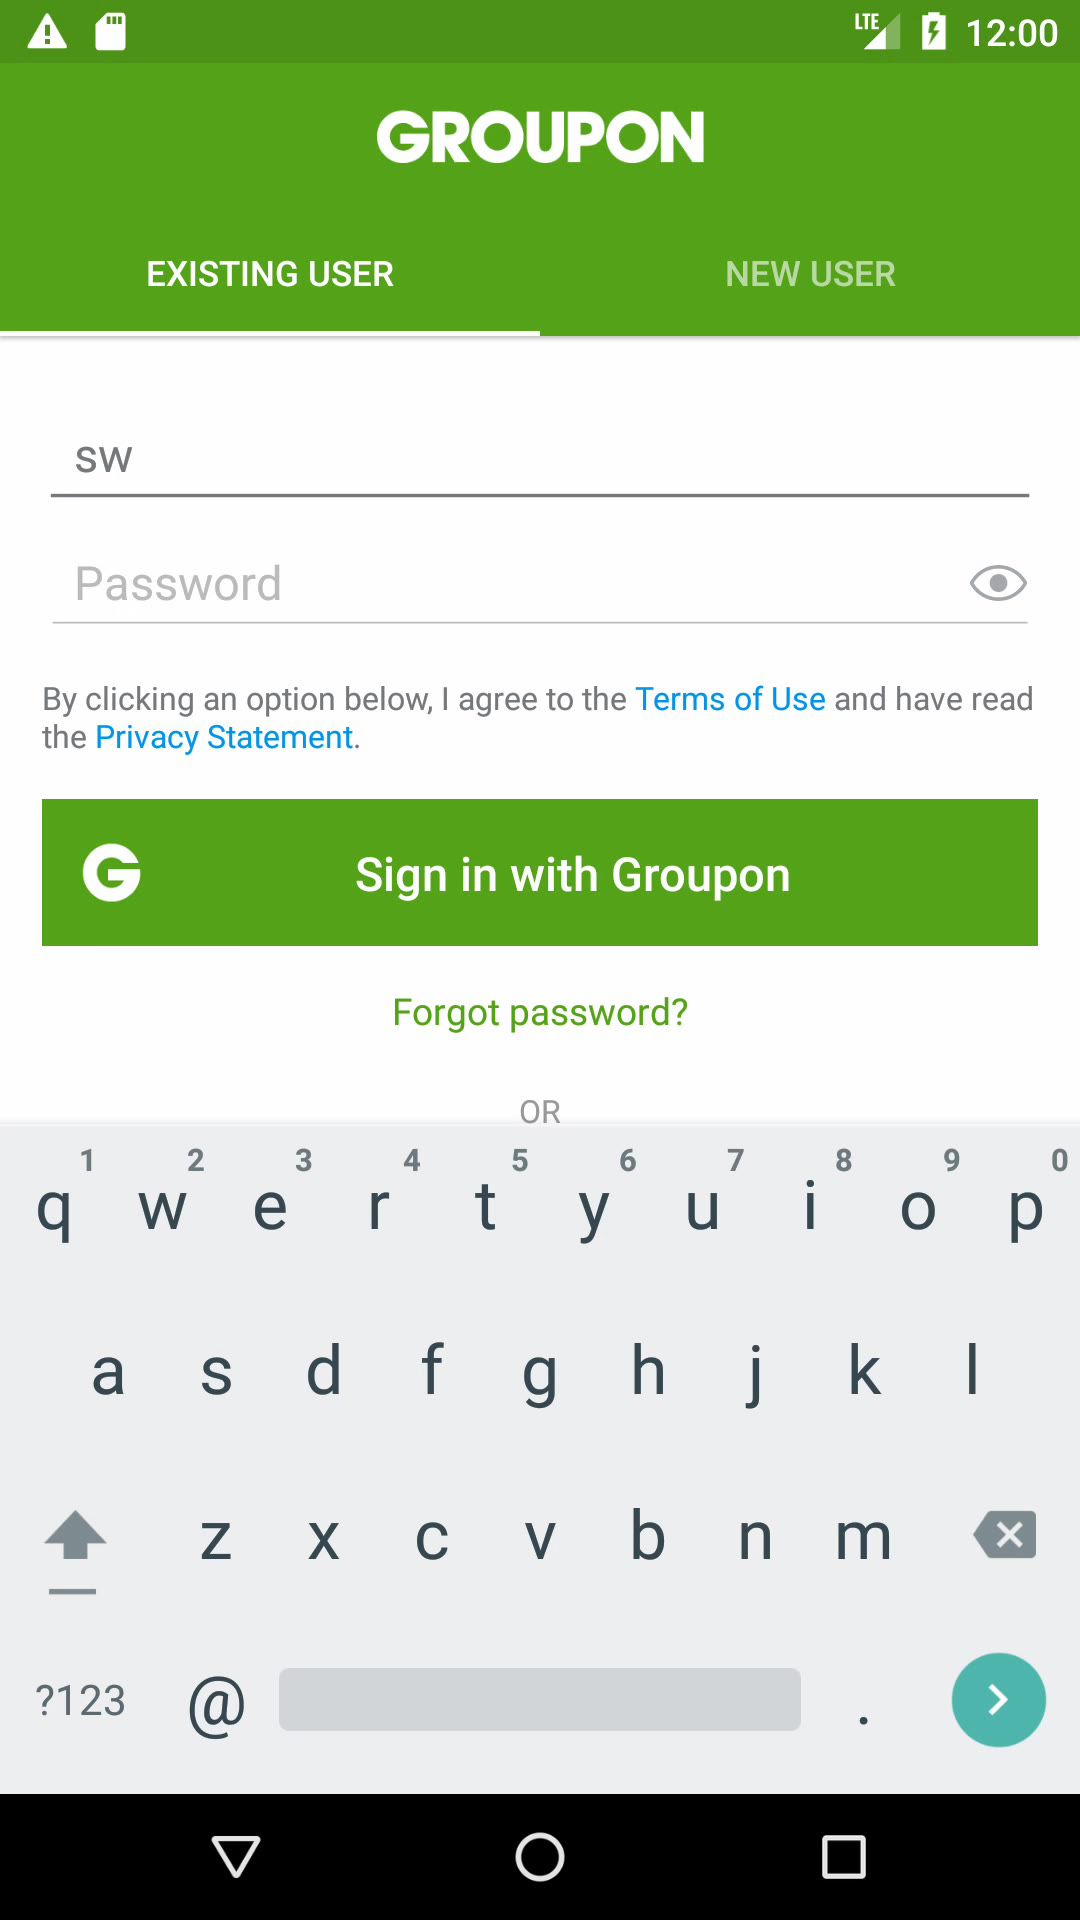 LTE 12:00
GROUPON
EXISTING USER NEW USER
sw
Password
By clicking an option below, I agree to the Terms of Use and have read
the Privacy Statement.
G Sign in with Groupon
Forgot password?
OR
1 2 3 4 5 6 7 8 9 0
q w e r t y u i o p
a s d f g h j k l
z x c v b n m
?123 @ .